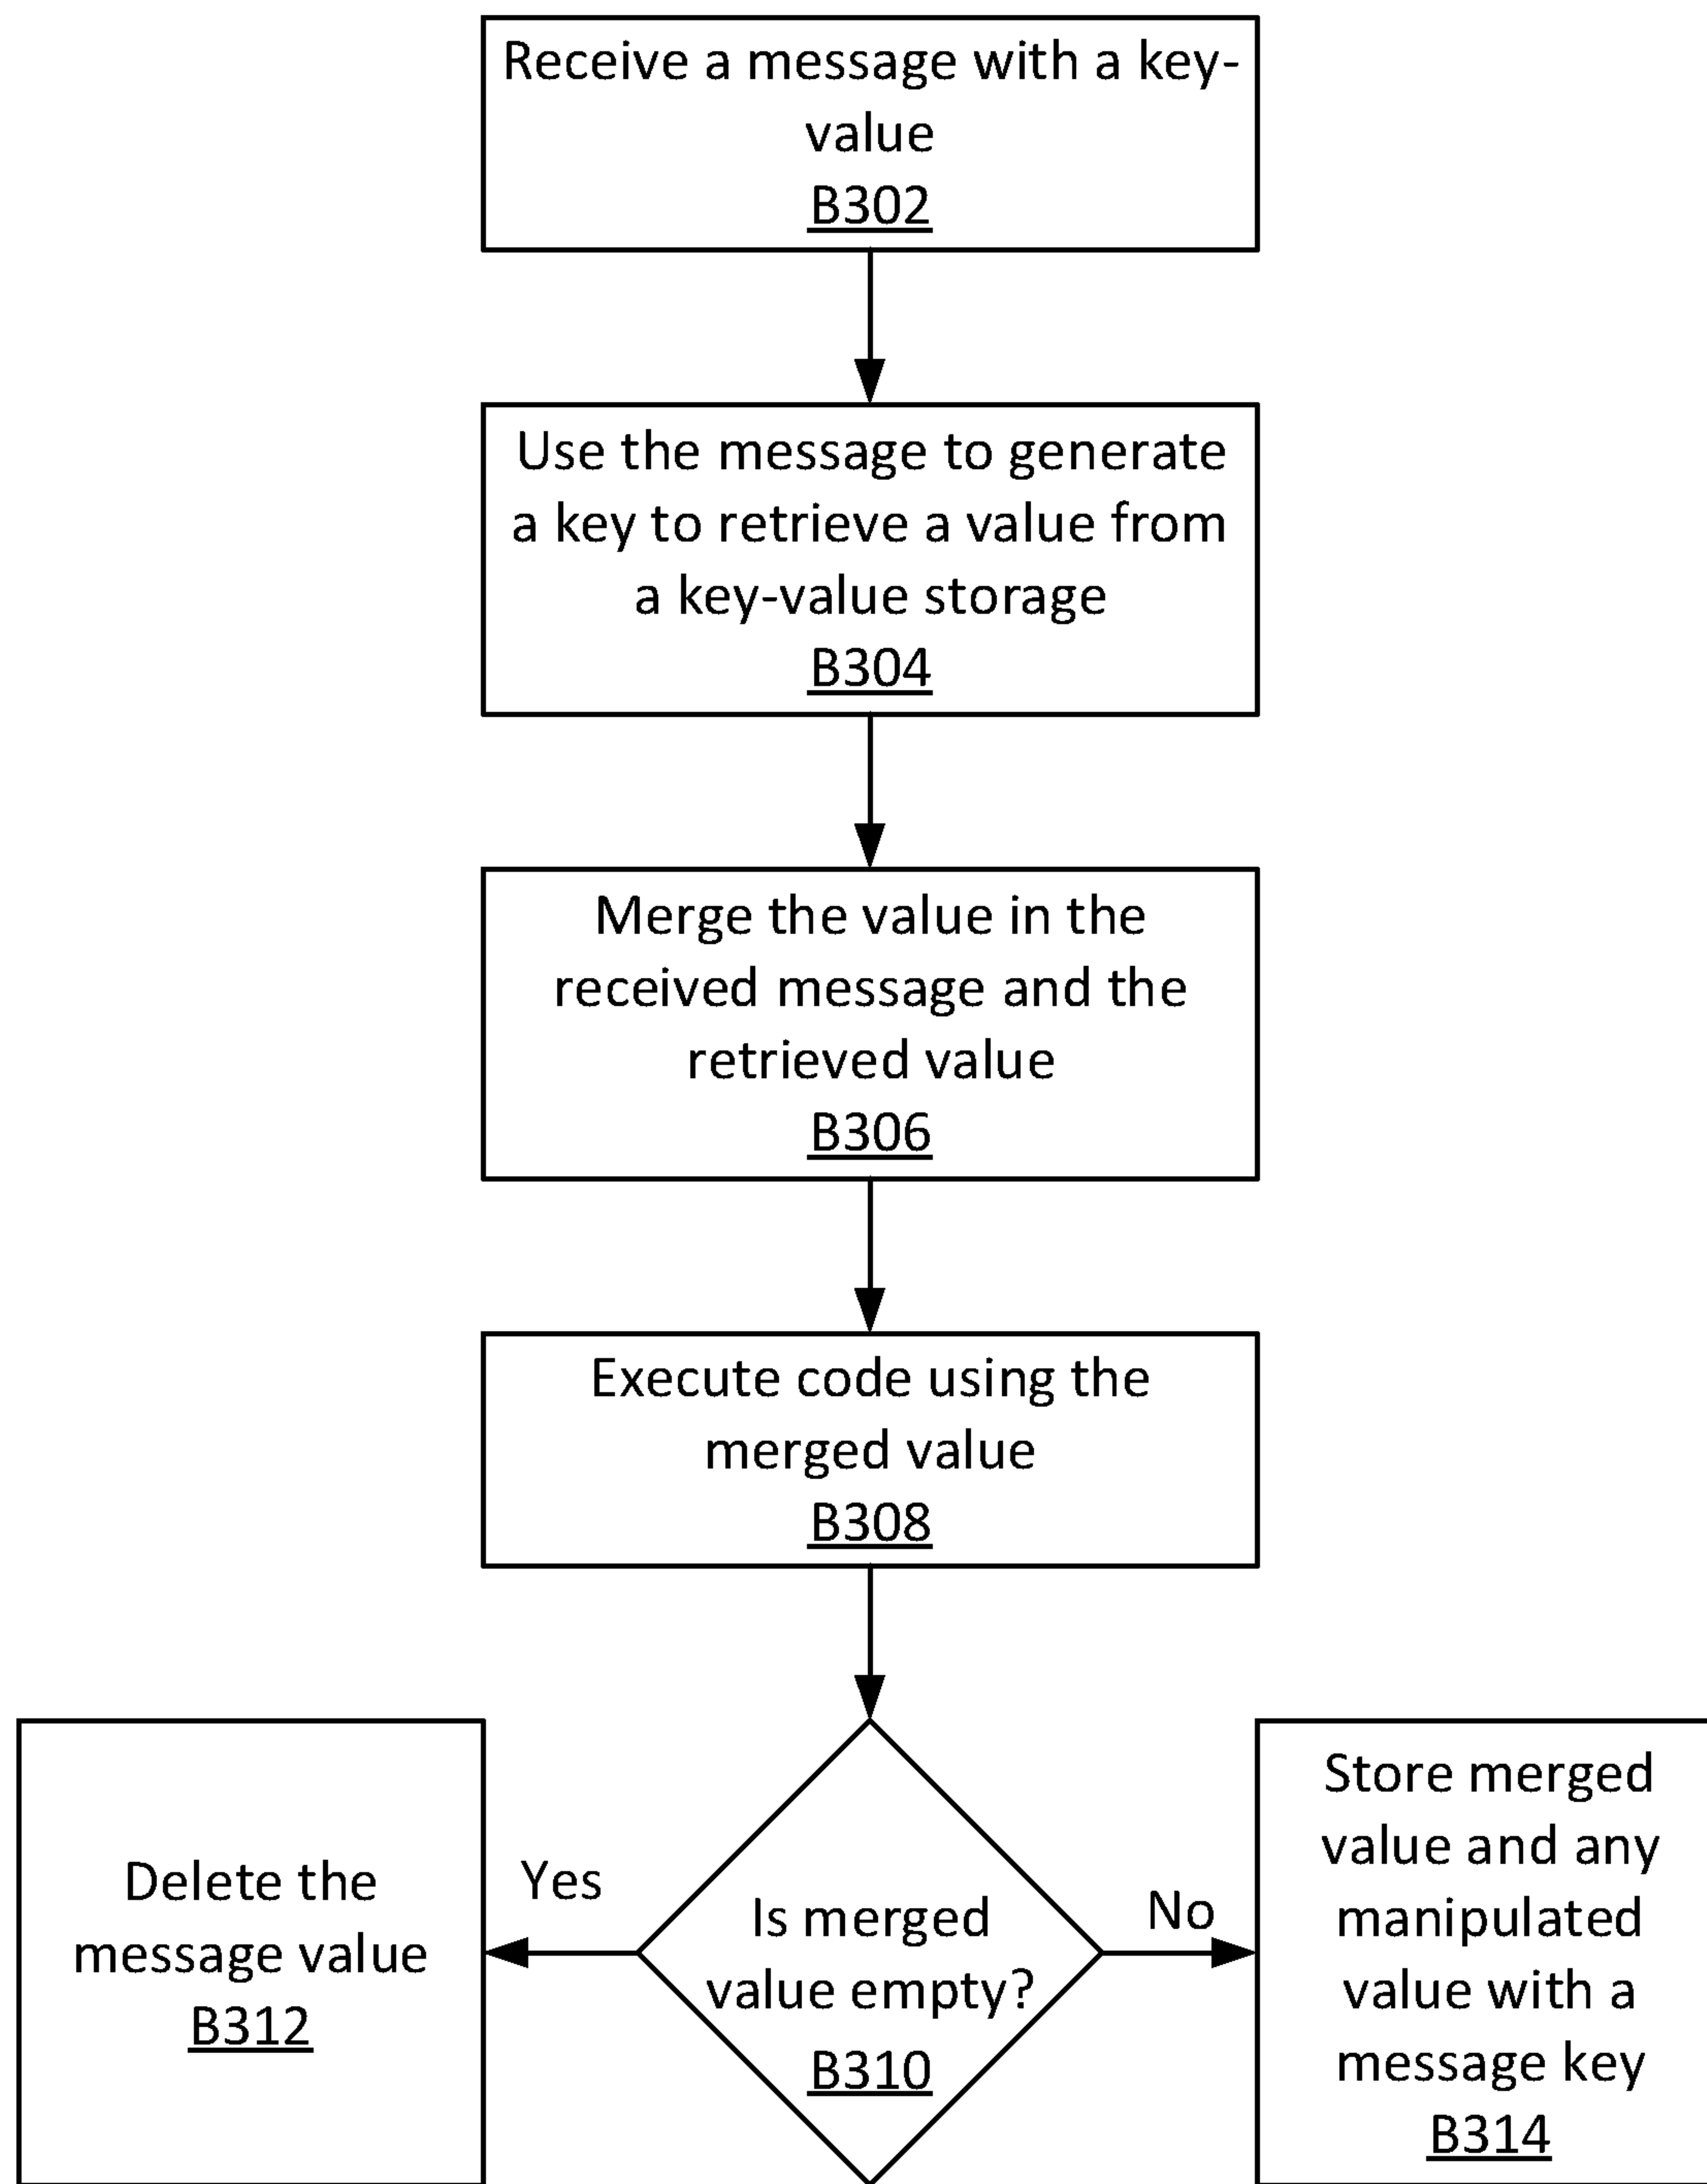 Receive a message with a key-
value
B302
Use the message to generate
a key to retrieve a value from
a key-value storage
B304
Merge the value in the
received message and the
retrieved value
B306
Execute code using the
merged value
B308
Delete the
message value
B312
Yes
Is merged
value empty?
B310
No
Store merged
value and any
manipulated
value with a
message key
B314